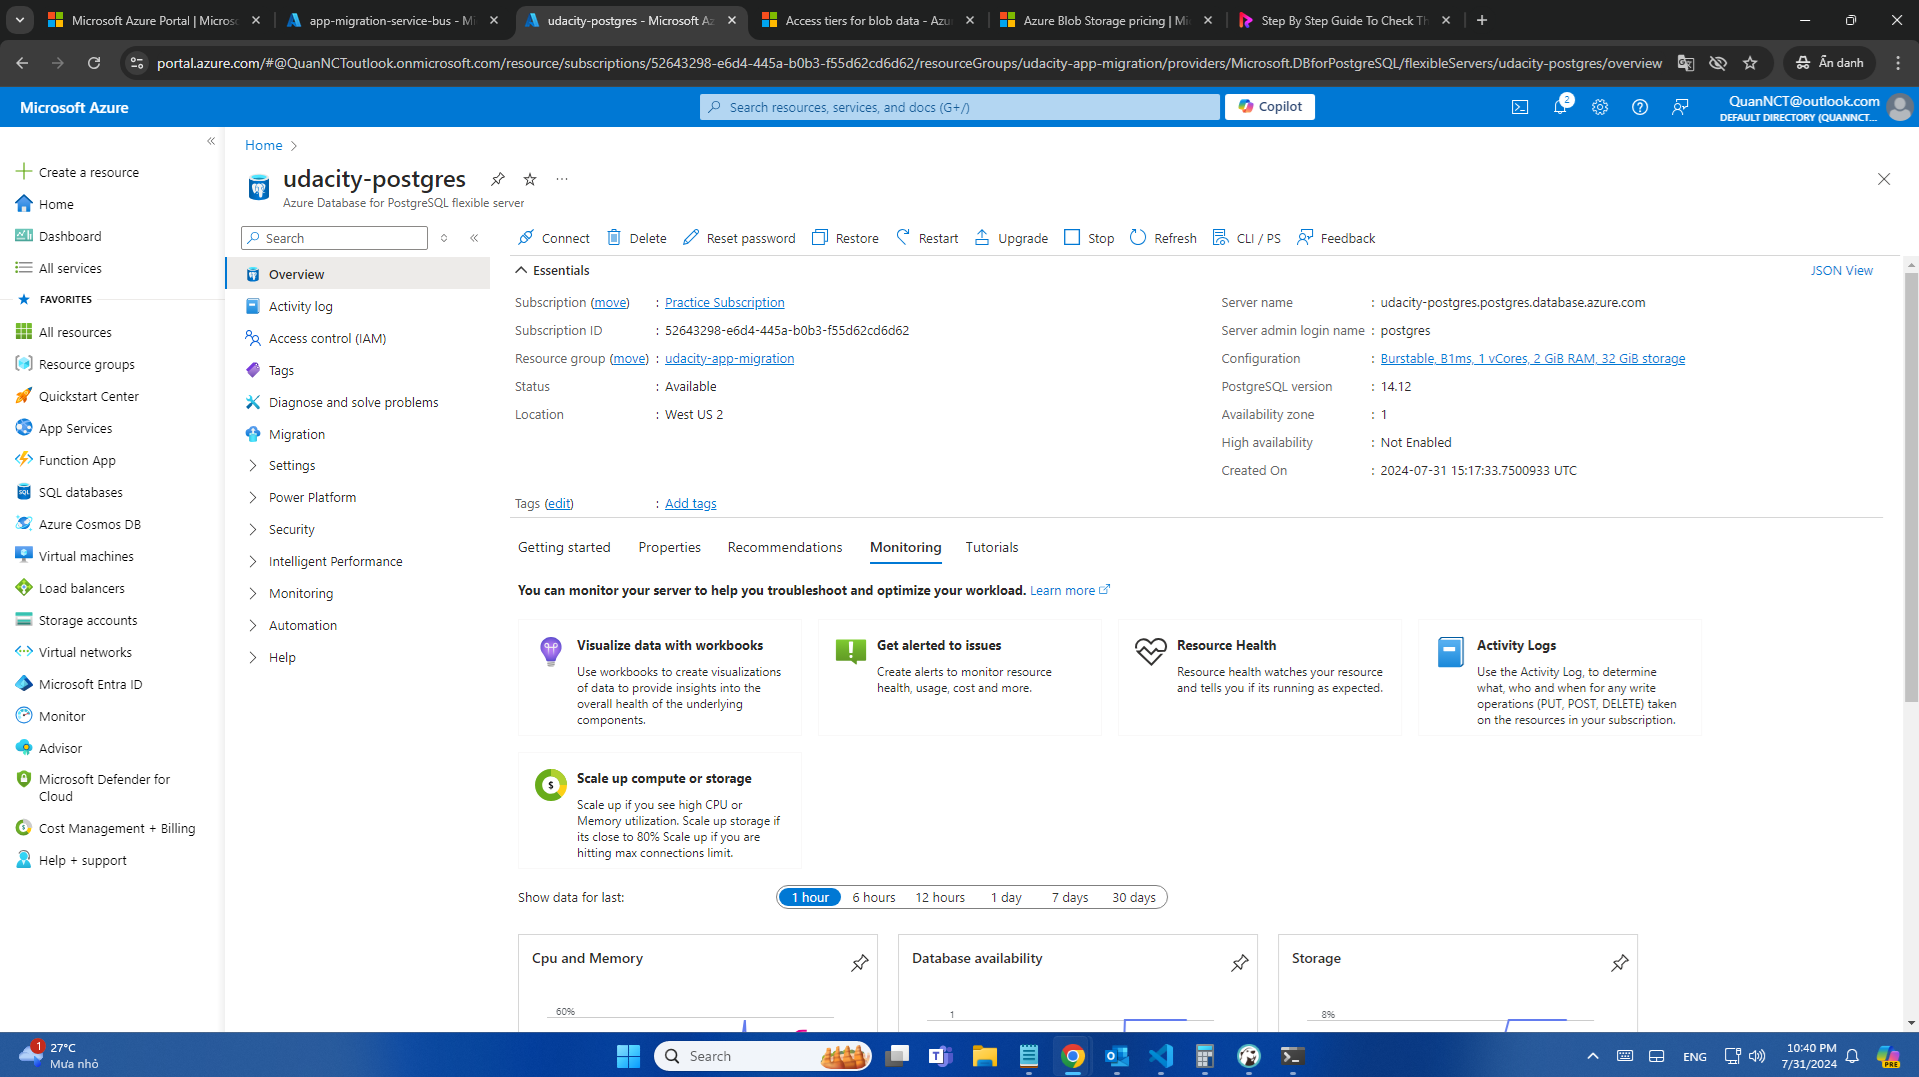 Microsoft Azure Portal | Microso
app-migration-service-bus - Mi
udacity-postgres - Microsoft Az
Access tiers for blob data - Azu
Azure Blob Storage pricing | Mi
Step By Step Guide To Check Th
portal.azure.com/#@QuanNCToutlook.onmicrosoft.com/resource/subscriptions/52643298-e6d4-445a-b0b3-f55d62cd6d62/resourceGroups/udacity-app-migration/providers/Microsoft.DBforPostgreSQL/flexibleServers/udacity-postgres/overview
Ẩn danh
Microsoft Azure
Search resources, services, and docs (G+/)
Copilot
2
QuanNCT@outlook.com
DEFAULT DIRECTORY (QUANNCT...
Create a resource
Home
Dashboard
All services
FAVORITES
All resources
Resource groups
Quickstart Center
App Services
Function App
SQL databases
Azure Cosmos DB
Virtual machines
Load balancers
Storage accounts
Virtual networks
Microsoft Entra ID
Monitor
Advisor
Microsoft Defender for
Cloud
Cost Management + Billing
Help + support
Home
udacity-postgres
Azure Database for PostgreSQL flexible server
Search
Overview
Activity log
Access control (IAM)
Tags
Diagnose and solve problems
Migration
Settings
Power Platform
Security
Intelligent Performance
Monitoring
Automation
Help
Connect
Delete
Reset password
Restore
Restart
Upgrade
Stop
Refresh
CLI / PS
Feedback
Essentials
JSON View
Subscription (move) : Practice Subscription
Subscription ID : 52643298-e6d4-445a-b0b3-f55d62cd6d62
Resource group (move) : udacity-app-migration
Status : Available
Location : West US 2
Server name : udacity-postgres.postgres.database.azure.com
Server admin login name : postgres
Configuration : Burstable, B1ms, 1 vCores, 2 GiB RAM, 32 GiB storage
PostgreSQL version : 14.12
Availability zone : 1
High availability : Not Enabled
Created On : 2024-07-31 15:17:33.7500933 UTC
Tags (edit) : Add tags
Getting started
Properties
Recommendations
Monitoring
Tutorials
You can monitor your server to help you troubleshoot and optimize your workload. Learn more
Visualize data with workbooks
Use workbooks to create visualizations
of data to provide insights into the
overall health of the underlying
components.
Get alerted to issues
Create alerts to monitor resource
health, usage, cost and more.
Resource Health
Resource health watches your resource
and tells you if its running as expected.
Activity Logs
Use the Activity Log, to determine
what, who and when for any write
operations (PUT, POST, DELETE) taken
on the resources in your subscription.
Scale up compute or storage
Scale up if you see high CPU or
Memory utilization. Scale up storage if
its close to 80% Scale up if you are
hitting max connections limit.
Show data for last:
1 hour
6 hours
12 hours
1 day
7 days
30 days
Cpu and Memory
60%
Database availability
1
Storage
8%
1
27°C
Mưa nhỏ
Search
ENG
10:40 PM
7/31/2024
PRE